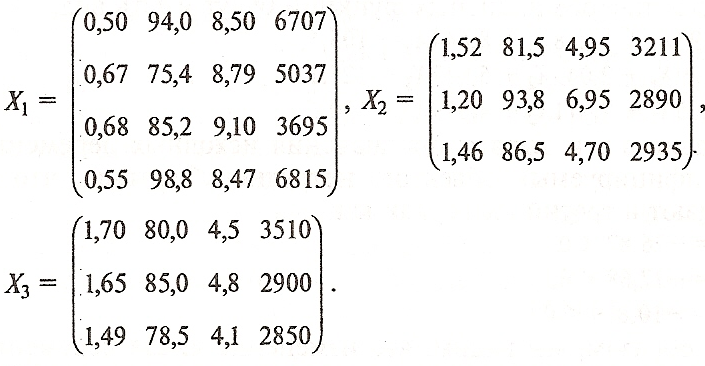 0,50 94,0 8,50 6707
0,67 75,4 8,79 5037
X₁ = , X₂ =
0,68 85,2 9,10 3695
0,55 98,8 8,47 6815
1,52 81,5 4,95 3211
1,20 93,8 6,95 2890 ,
1,46 86,5 4,70 2935 .
1,70 80,0 4,5 3510
X₃ = 1,65 85,0 4,8 2900 .
1,49 78,5 4,1 2850